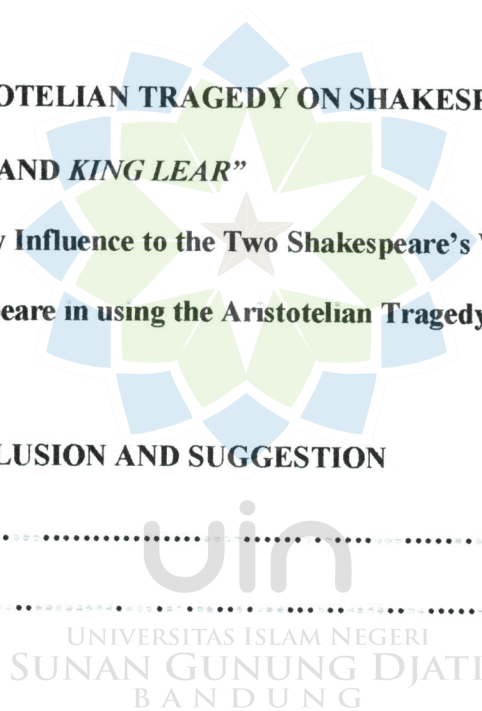 OTELIAN TRAGEDY ON SHAKESP
AND KING LEAR”
y Influence to the Two Shakespeare’s
eare in using the Aristotelian Tragedy
LUSION AND SUGGESTION
uin
UNIVERSITAS ISLAM NEGERI
SUNAN GUNUNG DJATI
BANDUNG